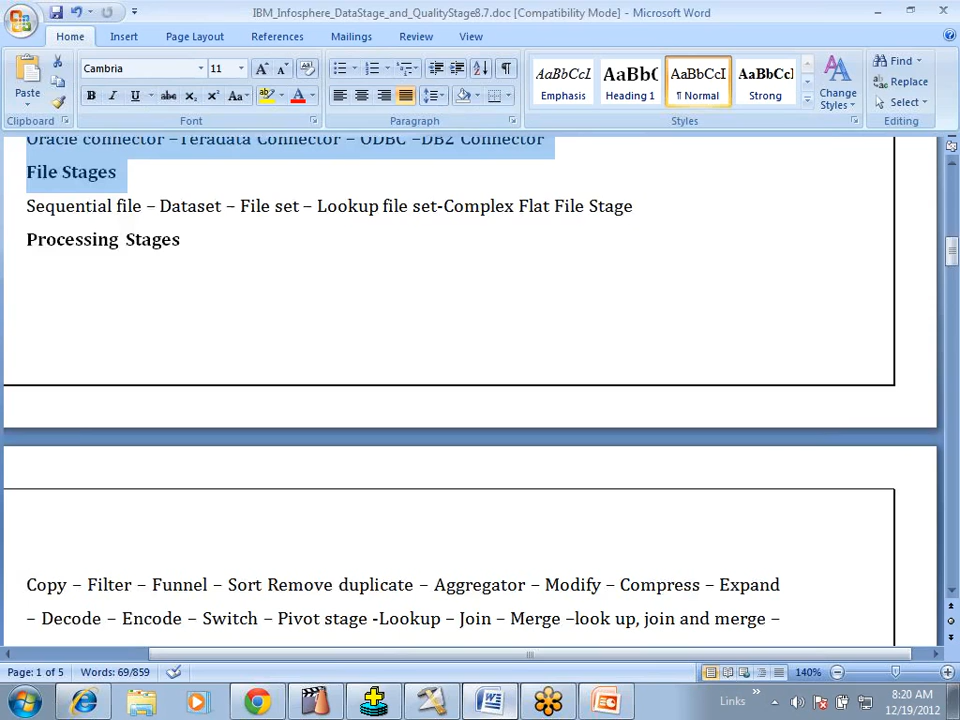 IBM_Infosphere_DataStage_and_QualityStage8.7.doc [Compatibility Mode] - Microsoft Word
Home Insert Page Layout References Mailings Review View
Cambria 11 AaBbCcI AaBbC AaBbCcI AaBbCc Find
Paste Replace
B I U abc x₂ x² Aa A Emphasis Heading 1 ¶ Normal Strong Change Styles Select
Clipboard Font Paragraph Styles Editing
Oracle connector –Teradata Connector – ODBC –DB2 Connector
File Stages
Sequential file – Dataset – File set – Lookup file set-Complex Flat File Stage
Processing Stages
Copy – Filter – Funnel – Sort Remove duplicate – Aggregator – Modify – Compress – Expand
– Decode – Encode – Switch – Pivot stage -Lookup – Join – Merge –look up, join and merge –
Page: 1 of 5 Words: 69/859 140%
Links » 8:20 AM
12/19/2012